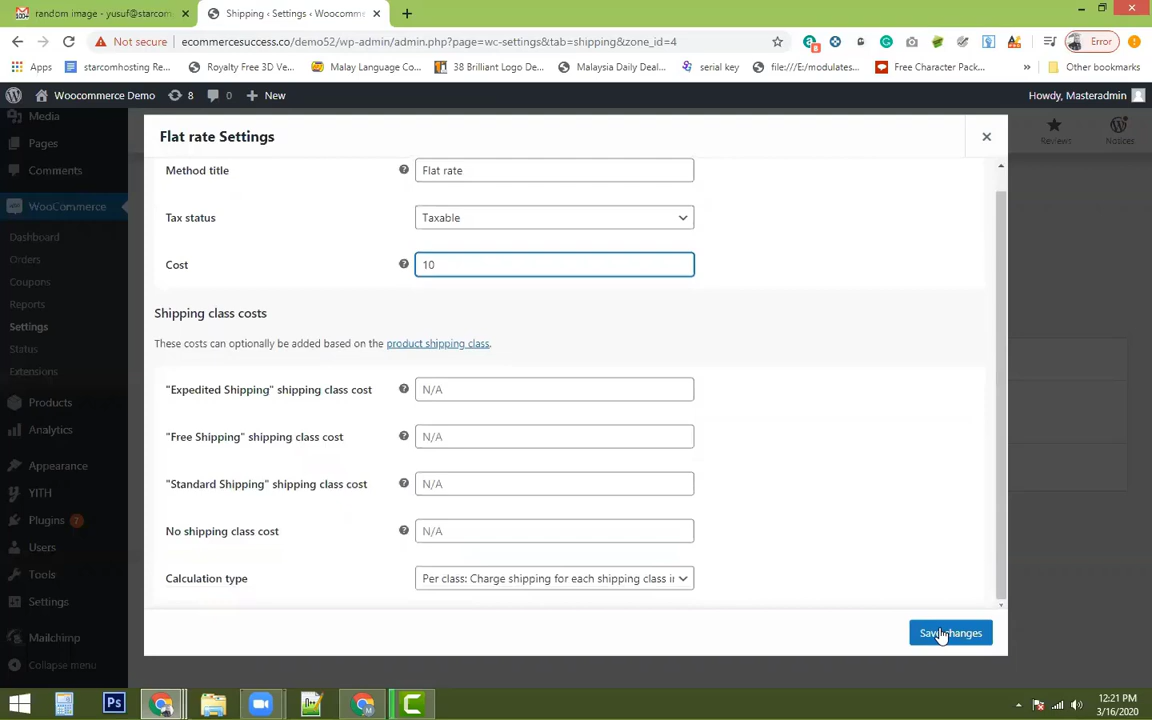 random image - yusuf@starcom
Shipping ‹ Settings ‹ Woocomme
Not secure
ecommercesuccess.co/demo52/wp-admin/admin.php?page=wc-settings&tab=shipping&zone_id=4
Error
Apps
starcomhosting Re...
Royalty Free 3D Ve...
Malay Language Co...
38 Brilliant Logo De...
Malaysia Daily Deal...
serial key
file:///E:/modulates...
Free Character Pack...
»
Other bookmarks
Woocommerce Demo
8
0
New
Howdy, Masteradmin
Media
Pages
Comments
WooCommerce
Dashboard
Orders
Coupons
Reports
Settings
Status
Extensions
Products
Analytics
Appearance
YITH
Plugins 7
Users
Tools
Settings
Mailchimp
Collapse menu
Reviews
Notices
Flat rate Settings
Method title
Flat rate
Tax status
Taxable
Cost
10
Shipping class costs
These costs can optionally be added based on the product shipping class.
"Expedited Shipping" shipping class cost
N/A
"Free Shipping" shipping class cost
N/A
"Standard Shipping" shipping class cost
N/A
No shipping class cost
N/A
Calculation type
Per class: Charge shipping for each shipping class i
Save changes
Ps
12:21 PM
3/16/2020